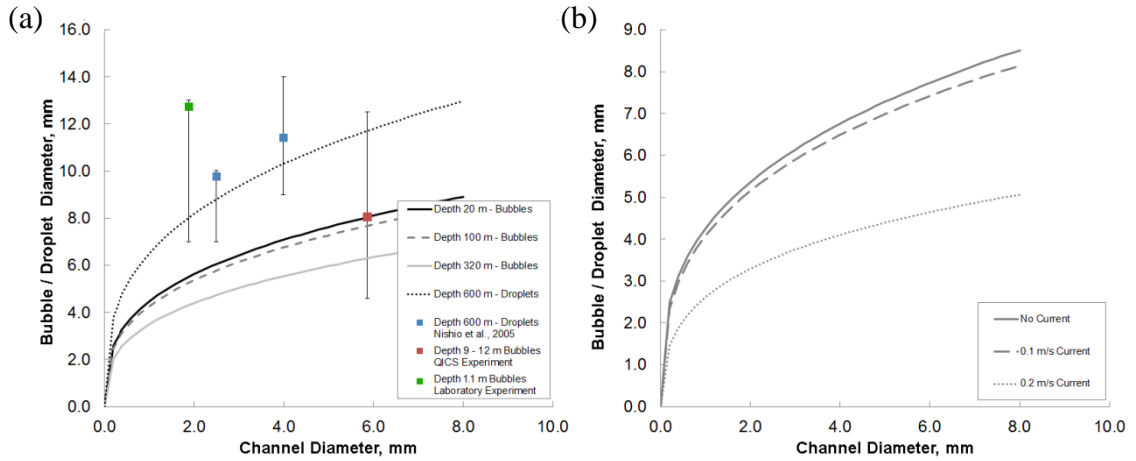 (a)
(b)
Bubble / Droplet Diameter, mm
16.0
14.0
12.0
10.0
8.0
6.0
4.0
2.0
0.0
0.0 2.0 4.0 6.0 8.0 10.0
Channel Diameter, mm
Depth 20 m - Bubbles
Depth 100 m - Bubbles
Depth 320 m - Bubbles
Depth 600 m - Droplets
Depth 600 m - Droplets
Nishio et al., 2005
Depth 9 - 12 m Bubbles
QICS Experiment
Depth 1.1 m Bubbles
Laboratory Experiment
Bubble / Droplet Diameter, mm
9.0
8.0
7.0
6.0
5.0
4.0
3.0
2.0
1.0
0.0
0.0 2.0 4.0 6.0 8.0 10.0
Channel Diameter, mm
No Current
-0.1 m/s Current
0.2 m/s Current